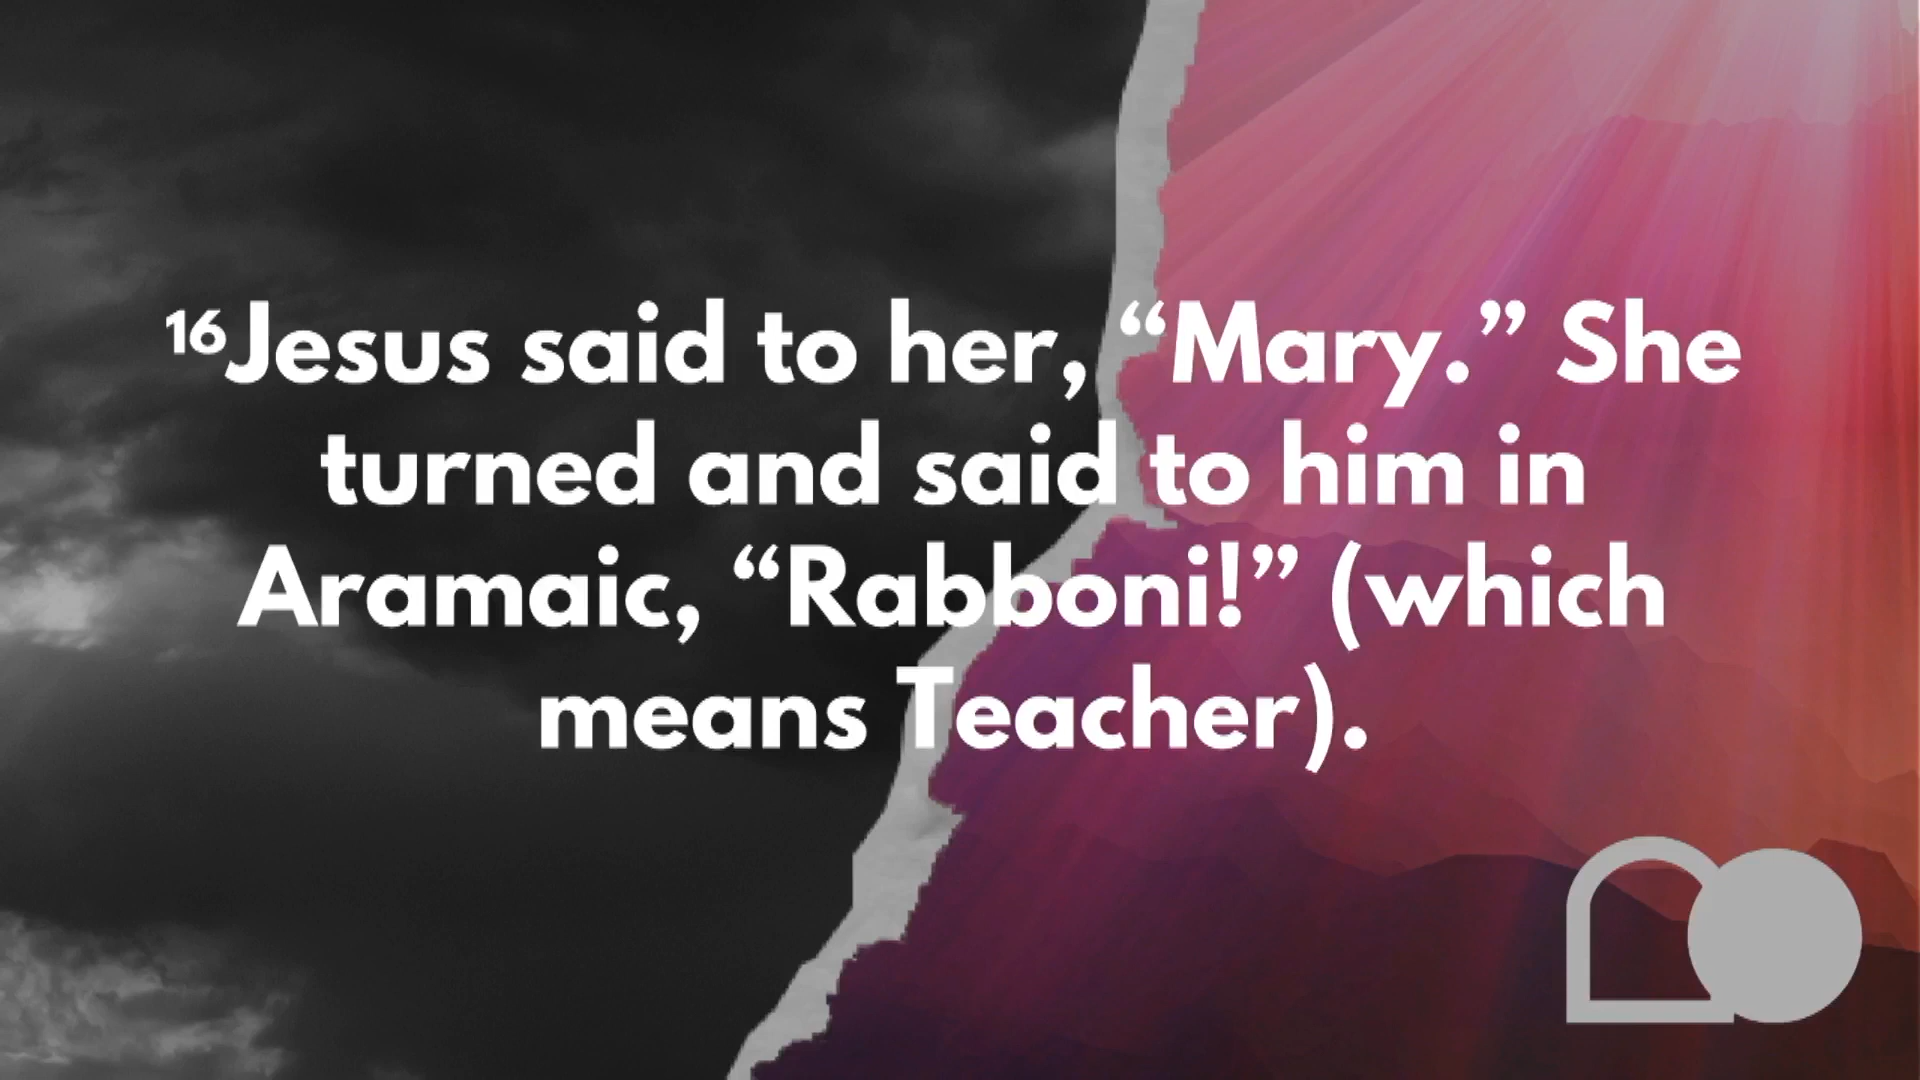 ¹⁶Jesus said to her, “Mary.” She
turned and said to him in
Aramaic, “Rabboni!” (which
means Teacher).